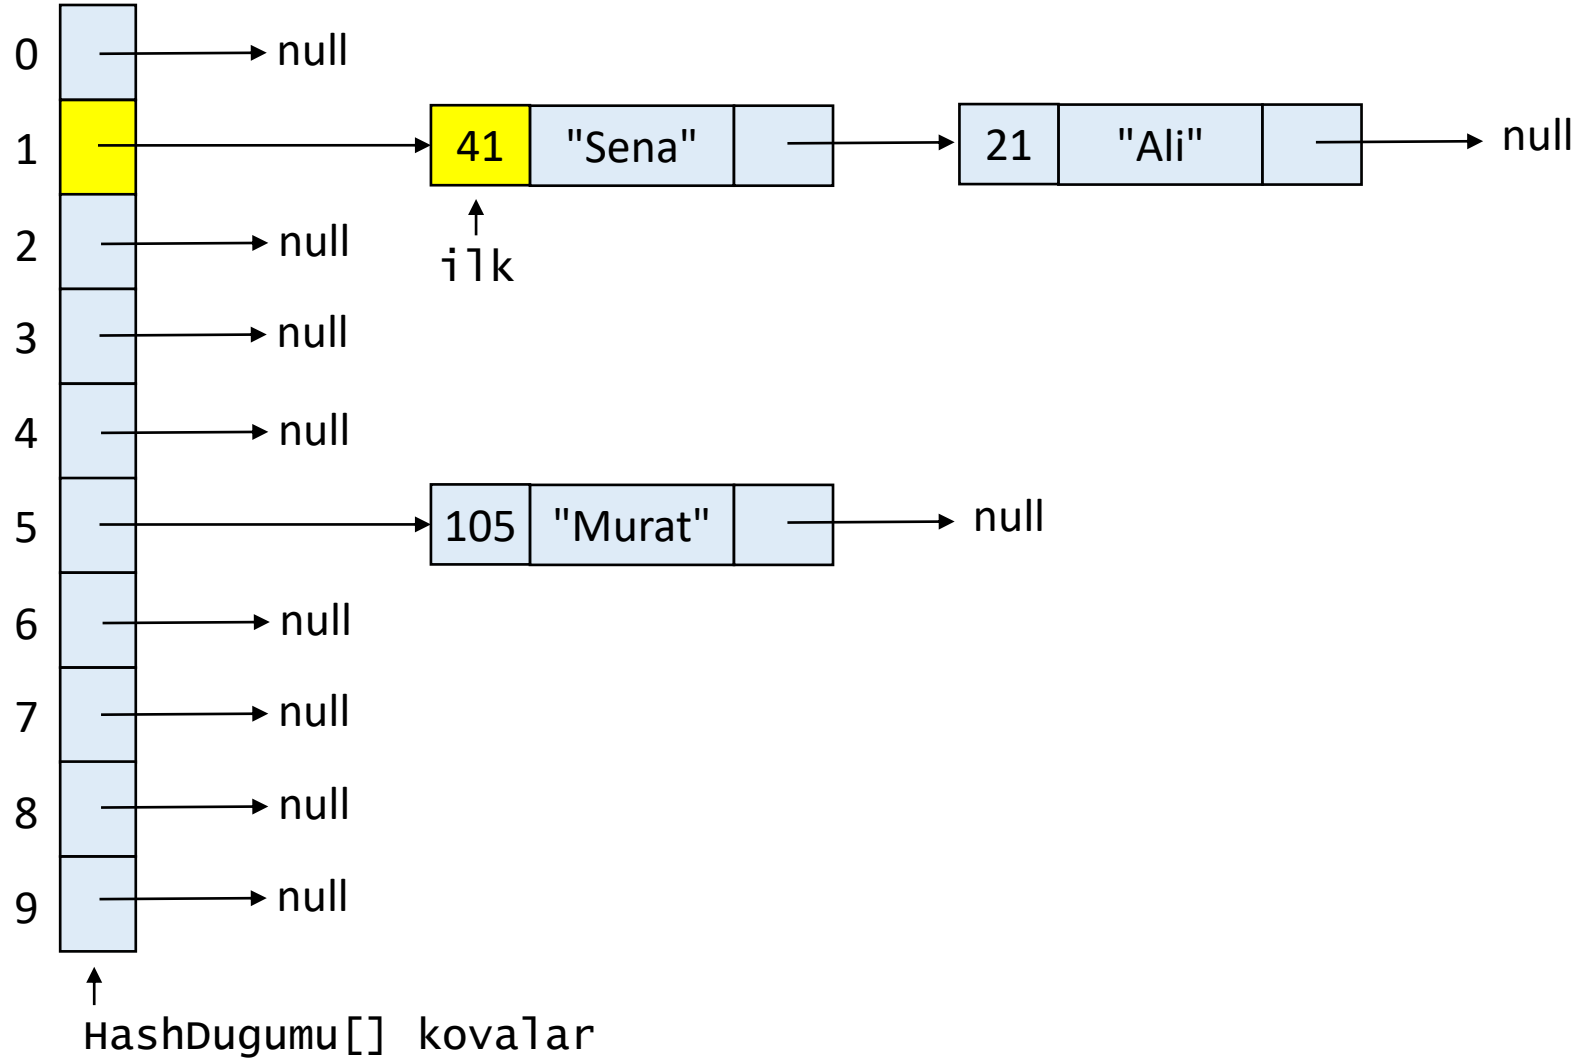 0 null
1 41 "Sena" 21 "Ali" null
ilk
2 null
3 null
4 null
5 105 "Murat" null
6 null
7 null
8 null
9 null
HashDugumu[] kovalar